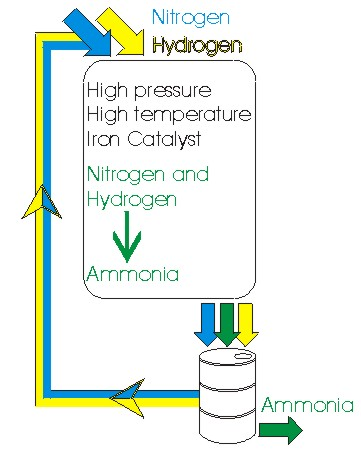 Nitrogen
Hydrogen
High pressure
High temperature
Iron Catalyst
Nitrogen and
Hydrogen
Ammonia
Ammonia